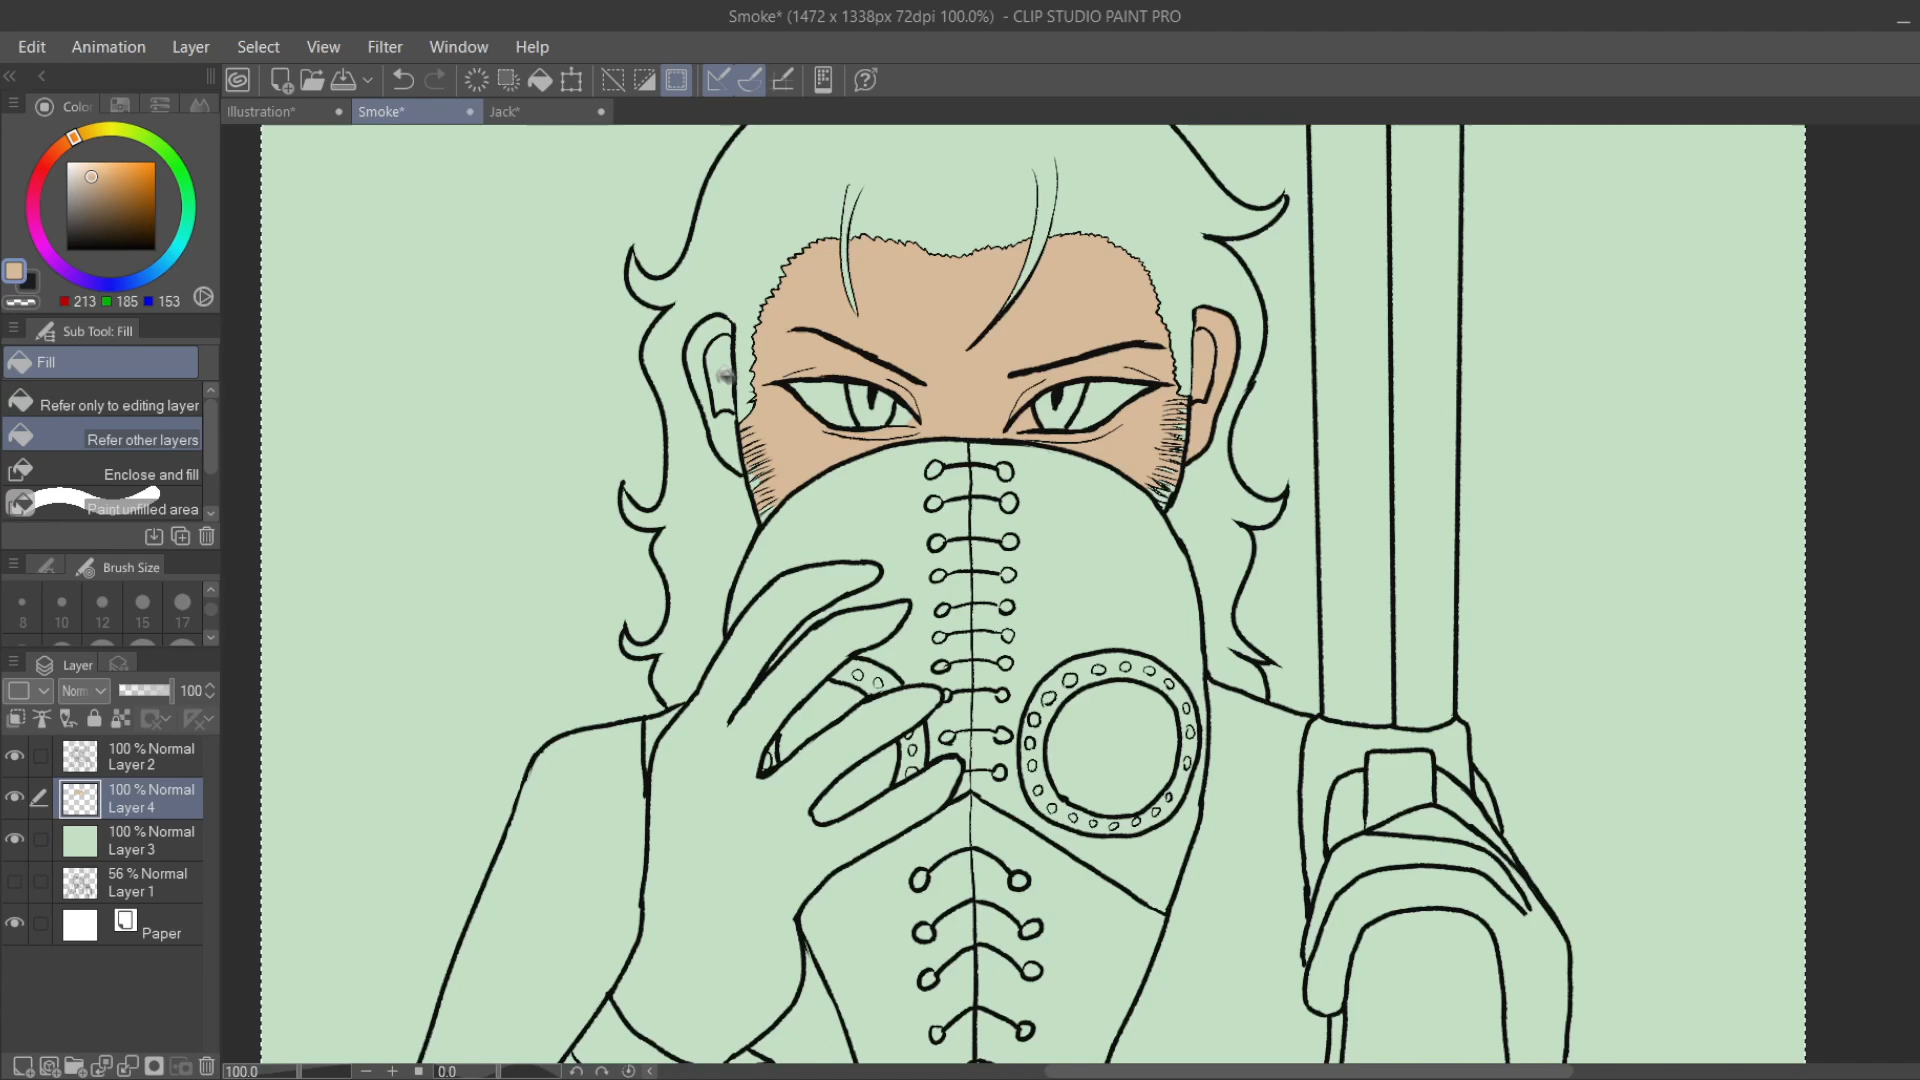 Smoke* (1472 x 1338px 72dpi 100.0%) - CLIP STUDIO PAINT PRO
Edit Animation Layer Select View Filter Window Help
Illustration* Smoke* Jack*
Color
213 185 153
Sub Tool: Fill
Fill
Refer only to editing layer
Refer other layers
Enclose and fill
Paint unfilled area
Brush Size
8 10 12 15 17
Layer
Norm 100
100 % Normal
Layer 2
100 % Normal
Layer 4
100 % Normal
Layer 3
56 % Normal
Layer 1
Paper
100.0 0.0